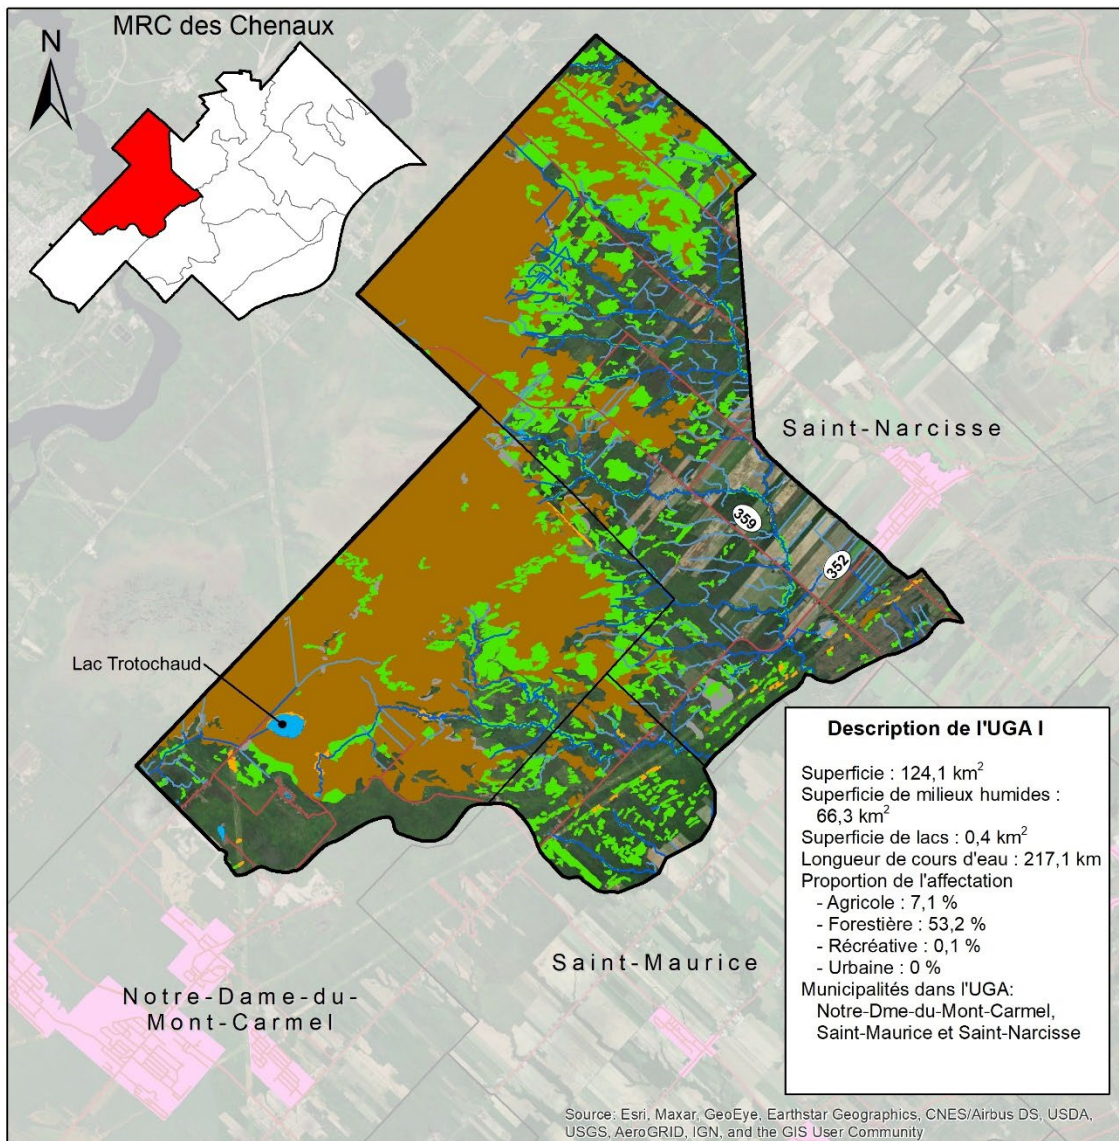 MRC des Chenaux
N
Saint-Narcisse
359
352
Lac Trotochaud
Description de l'UGA I
Superficie : 124,1 km²
Superficie de milieux humides :
66,3 km²
Superficie de lacs : 0,4 km²
Longueur de cours d'eau : 217,1 km
Proportion de l'affectation
- Agricole : 7,1 %
- Forestière : 53,2 %
- Récréative : 0,1 %
- Urbaine : 0 %
Municipalités dans l'UGA:
Notre-Dme-du-Mont-Carmel,
Saint-Maurice et Saint-Narcisse
Saint-Maurice
Notre-Dame-du-
Mont-Carmel
Source: Esri, Maxar, GeoEye, Earthstar Geographics, CNES/Airbus DS, USDA,
USGS, AeroGRID, IGN, and the GIS User Community